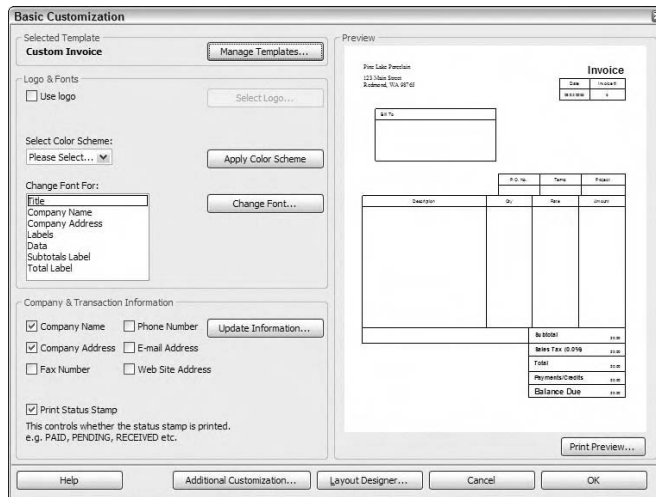 Basic Customization
Selected Template
Custom Invoice
Manage Templates...
Logo & Fonts
Use logo
Select Logo...
Select Color Scheme:
Please Select...
Apply Color Scheme
Change Font For:
Title
Company Name
Company Address
Labels
Data
Subtotals Label
Total Label
Change Font...
Company & Transaction Information
Company Name
Phone Number
Update Information...
Company Address
E-mail Address
Fax Number
Web Site Address
Print Status Stamp
This controls whether the status stamp is printed.
e.g. PAID, PENDING, RECEIVED etc.
Preview
Pine Lake Porcelain
123 Main Street
Redmond, WA 98765
Invoice
Date
Invoice #
Bill To
P.O. No.
Terms
Project
Description
Qty
Rate
Amount
Subtotal
Sales Tax (0.0%)
Total
Payments/Credits
Balance Due
Print Preview...
Help
Additional Customization...
Layout Designer...
Cancel
OK